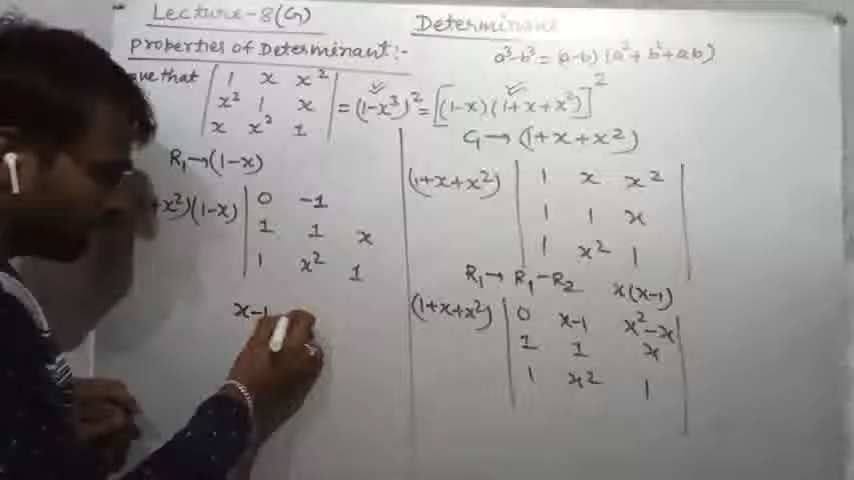 Lecture-8(G)
Determinant
Properties of Determinant:-
a³-b³ = (a-b) (a²+b²+ab)
that | 1 x x² |
| x² 1 x | = (1-x³)² = [(1-x)(1+x+x²)]²
| x x² 1 |
R₁→(1-x)
+x²)(1-x) | 0 -1
| 1 1 x
| 1 x² 1
x-1
C₁→(1+x+x²)
(1+x+x²) | 1 x x² |
| 1 1 x |
| 1 x² 1 |
R₁→ R₁-R₂ x(x-1)
(1+x+x²) | 0 x-1 x²-x |
| 1 1 x |
| 1 x² 1 |